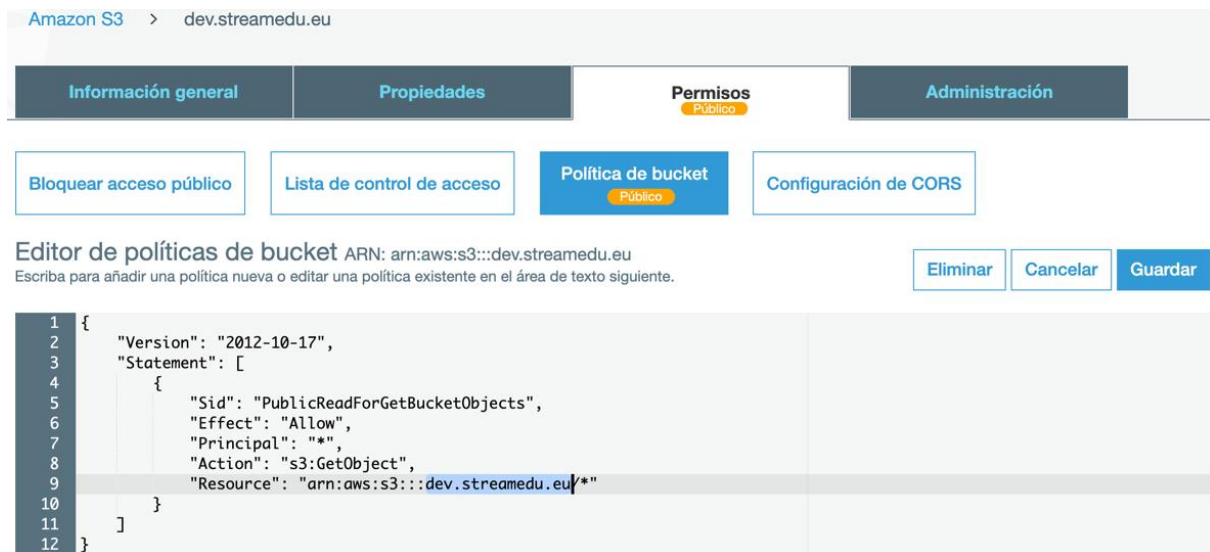 Amazon S3 > dev.streamedu.eu
Información general Propiedades Permisos Administración
Público
Bloquear acceso público Lista de control de acceso Política de bucket Configuración de CORS
Público
Editor de políticas de bucket ARN: arn:aws:s3:::dev.streamedu.eu
Escriba para añadir una política nueva o editar una política existente en el área de texto siguiente.
Eliminar Cancelar Guardar
1 {
2 "Version": "2012-10-17",
3 "Statement": [
4 {
5 "Sid": "PublicReadForGetBucketObjects",
6 "Effect": "Allow",
7 "Principal": "*",
8 "Action": "s3:GetObject",
9 "Resource": "arn:aws:s3:::dev.streamedu.eu/*"
10 }
11 ]
12 }